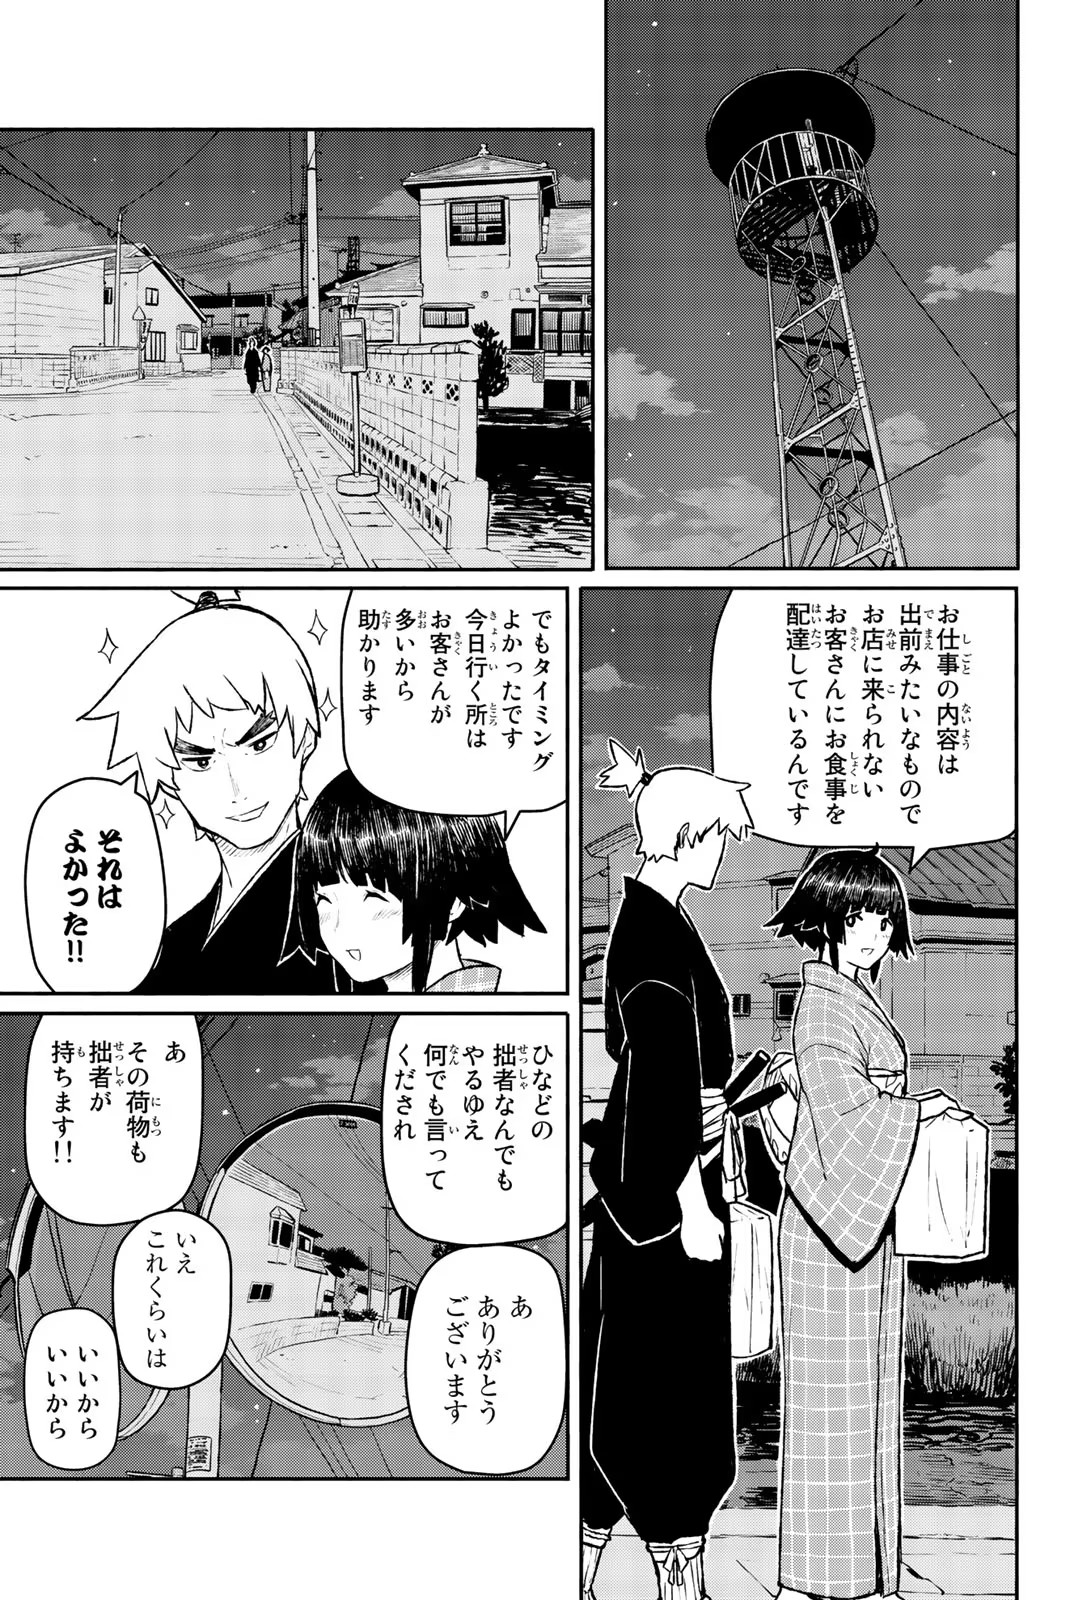 お仕事の内容は
出前みたいなもので
お店に来られない
お客さんにお食事を
配達しているんです
でもタイミング
よかったです
今日行く所は
お客さんが
多いから
助かります
それは
よかった!!
ひなどの
拙者なんでも
やるゆえ
何でも言って
くだされ
あ
ありがとう
ございます
あ
その荷物も
拙者が
持ちます!!
いえ
これくらいは
いいから
いいから